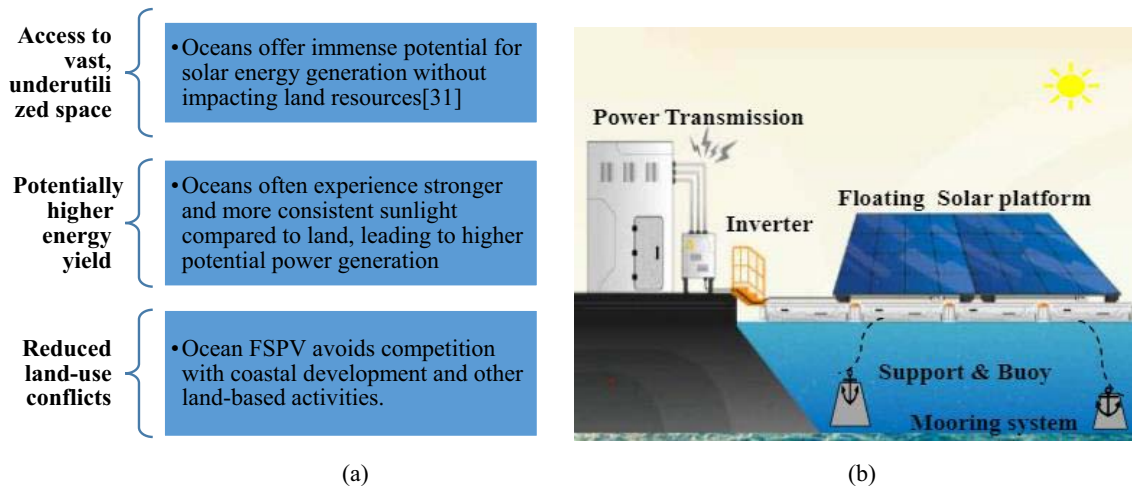 Access to
vast,
underutili
zed space
•Oceans offer immense potential for
solar energy generation without
impacting land resources[31]
Potentially
higher
energy
yield
•Oceans often experience stronger
and more consistent sunlight
compared to land, leading to higher
potential power generation
Reduced
land-use
conflicts
•Ocean FSPV avoids competition
with coastal development and other
land-based activities.
(a)
Power Transmission
Floating Solar platform
Inverter
Support & Buoy
Mooring system
(b)